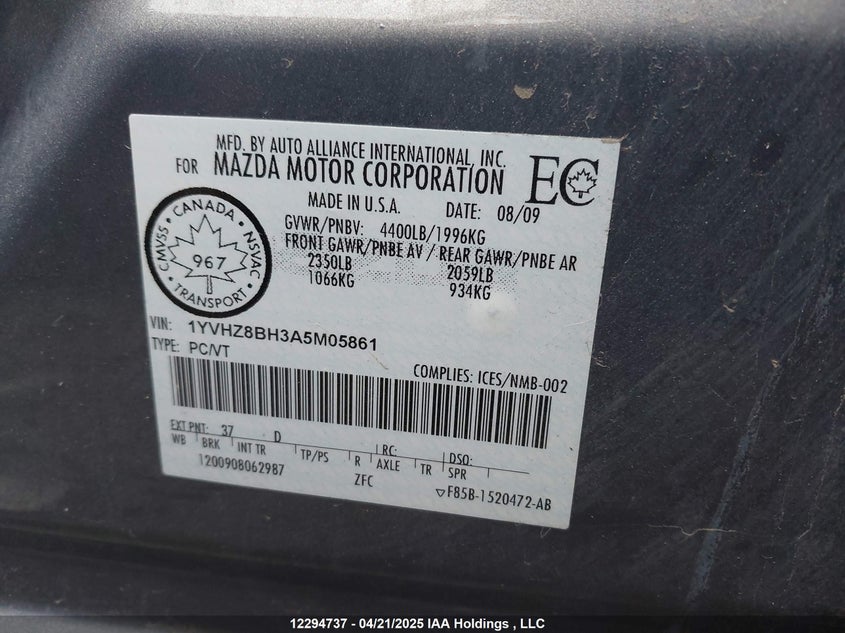 MFD. BY AUTO ALLIANCE INTERNATIONAL, INC.
FOR MAZDA MOTOR CORPORATION EC
MADE IN U.S.A. DATE: 08/09
GVWR/PNBV: 4400LB/1996KG
FRONT GAWR/PNBE AV / REAR GAWR/PNBE AR
2350LB 2059LB
1066KG 934KG
CANADA
CMVSS 967 NSVAC
TRANSPORT
VIN: 1YVHZ8BH3A5M05861
TYPE: PC/VT
COMPLIES: ICES/NMB-002
EXT PNT: 37 D RC: DSO:
WB BRK INT TR TP/PS R AXLE TR SPR
1200908062987 ZFC ▽F85B-1520472-AB
12294737 - 04/21/2025 IAA Holdings , LLC